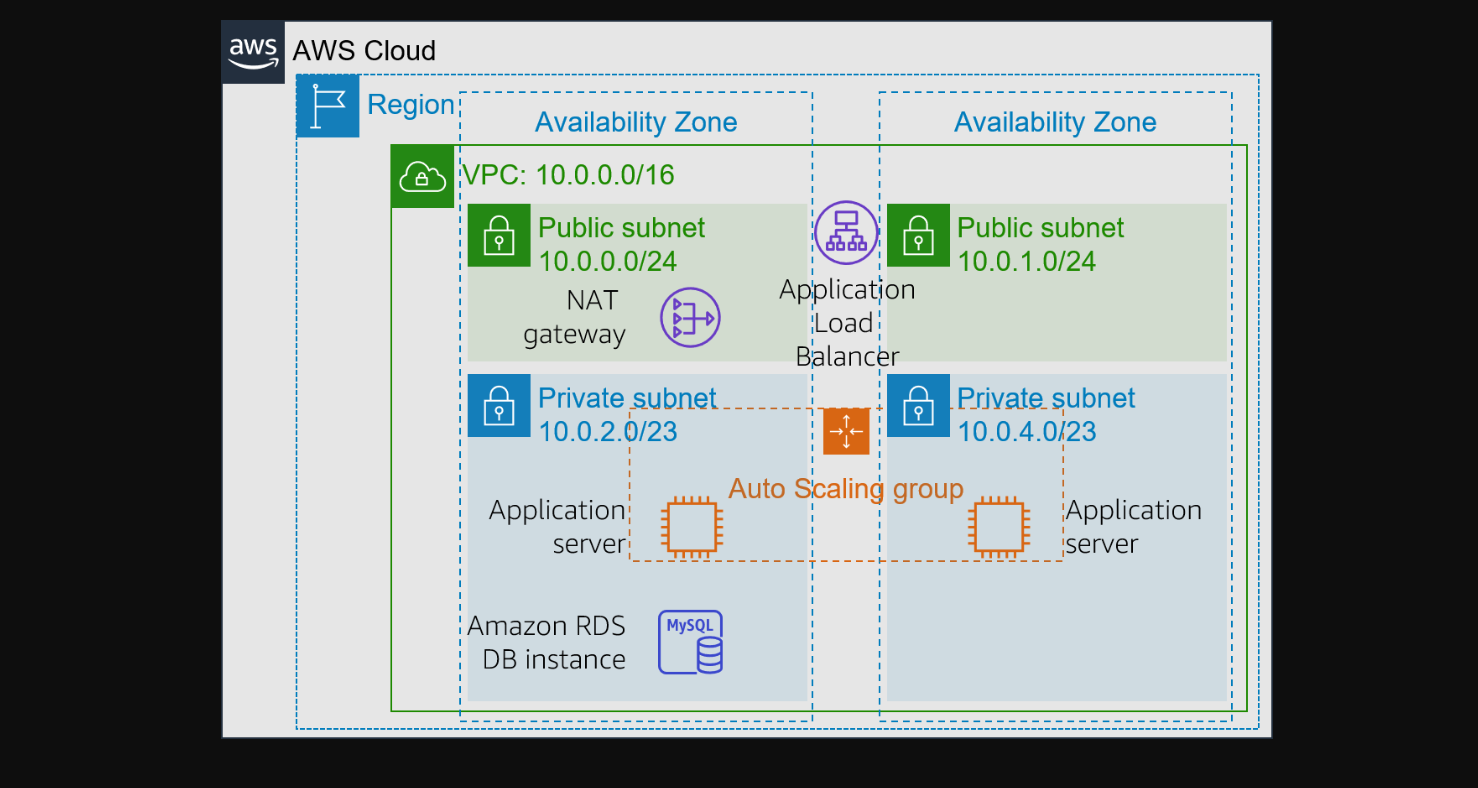 aws
AWS Cloud
Region
Availability Zone
Availability Zone
VPC: 10.0.0.0/16
Public subnet
10.0.0.0/24
NAT
gateway
Application
Load
Balancer
Public subnet
10.0.1.0/24
Private subnet
10.0.2.0/23
Private subnet
10.0.4.0/23
Auto Scaling group
Application
server
Application
server
Amazon RDS
DB instance
MySQL